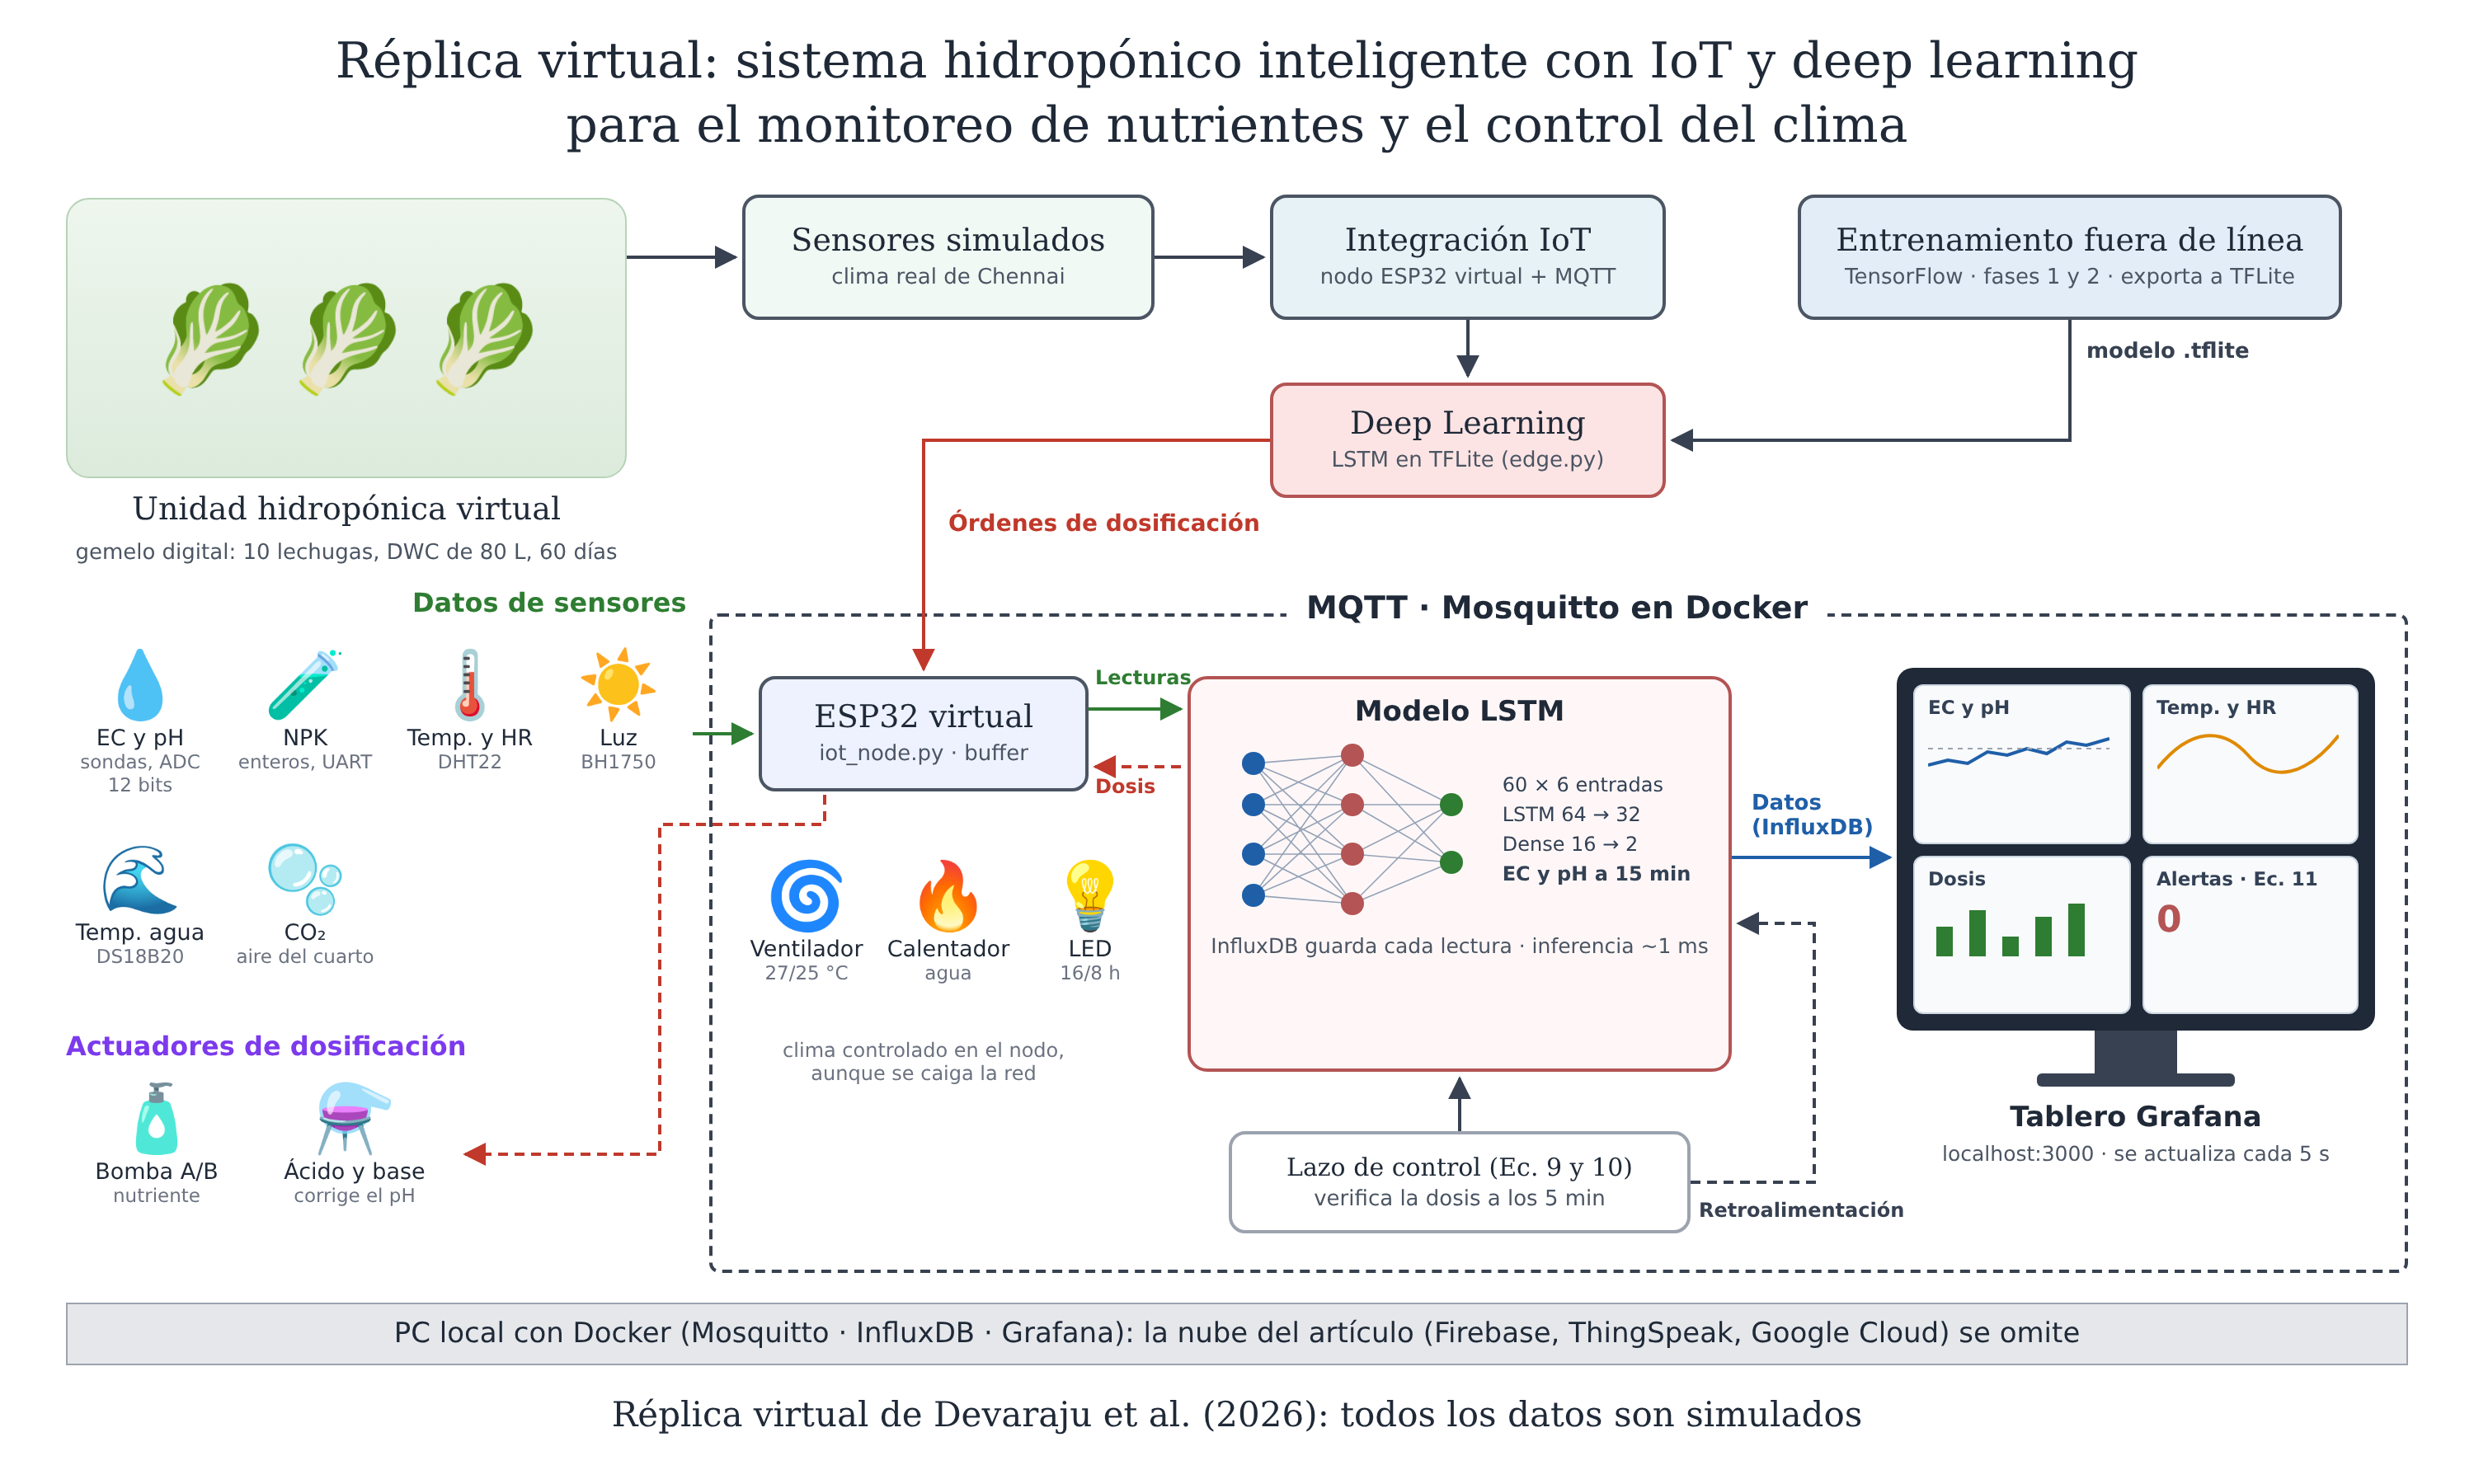 Réplica virtual: sistema hidropónico inteligente con IoT y deep learning
para el monitoreo de nutrientes y el control del clima
Sensores simulados
clima real de Chennai
Integración IoT
nodo ESP32 virtual + MQTT
Entrenamiento fuera de línea
TensorFlow · fases 1 y 2 · exporta a TFLite
modelo .tflite
Deep Learning
LSTM en TFLite (edge.py)
Órdenes de dosificación
Unidad hidropónica virtual
gemelo digital: 10 lechugas, DWC de 80 L, 60 días
Datos de sensores
EC y pH
sondas, ADC
12 bits
NPK
enteros, UART
Temp. y HR
DHT22
Luz
BH1750
Temp. agua
DS18B20
CO₂
aire del cuarto
Actuadores de dosificación
Bomba A/B
nutriente
Ácido y base
corrige el pH
MQTT · Mosquitto en Docker
ESP32 virtual
iot_node.py · buffer
Lecturas
Dosis
Ventilador
27/25 °C
Calentador
agua
LED
16/8 h
clima controlado en el nodo,
aunque se caiga la red
Modelo LSTM
60 × 6 entradas
LSTM 64 → 32
Dense 16 → 2
EC y pH a 15 min
InfluxDB guarda cada lectura · inferencia ~1 ms
Lazo de control (Ec. 9 y 10)
verifica la dosis a los 5 min
Retroalimentación
Datos
(InfluxDB)
EC y pH
Temp. y HR
Dosis
Alertas · Ec. 11
0
Tablero Grafana
localhost:3000 · se actualiza cada 5 s
PC local con Docker (Mosquitto · InfluxDB · Grafana): la nube del artículo (Firebase, ThingSpeak, Google Cloud) se omite
Réplica virtual de Devaraju et al. (2026): todos los datos son simulados